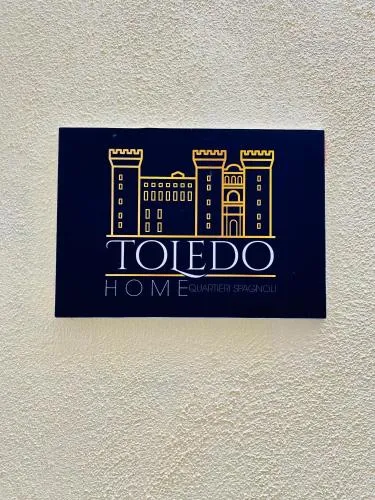 TOLEDO
HOME QUARTIERI SPAGNOLI